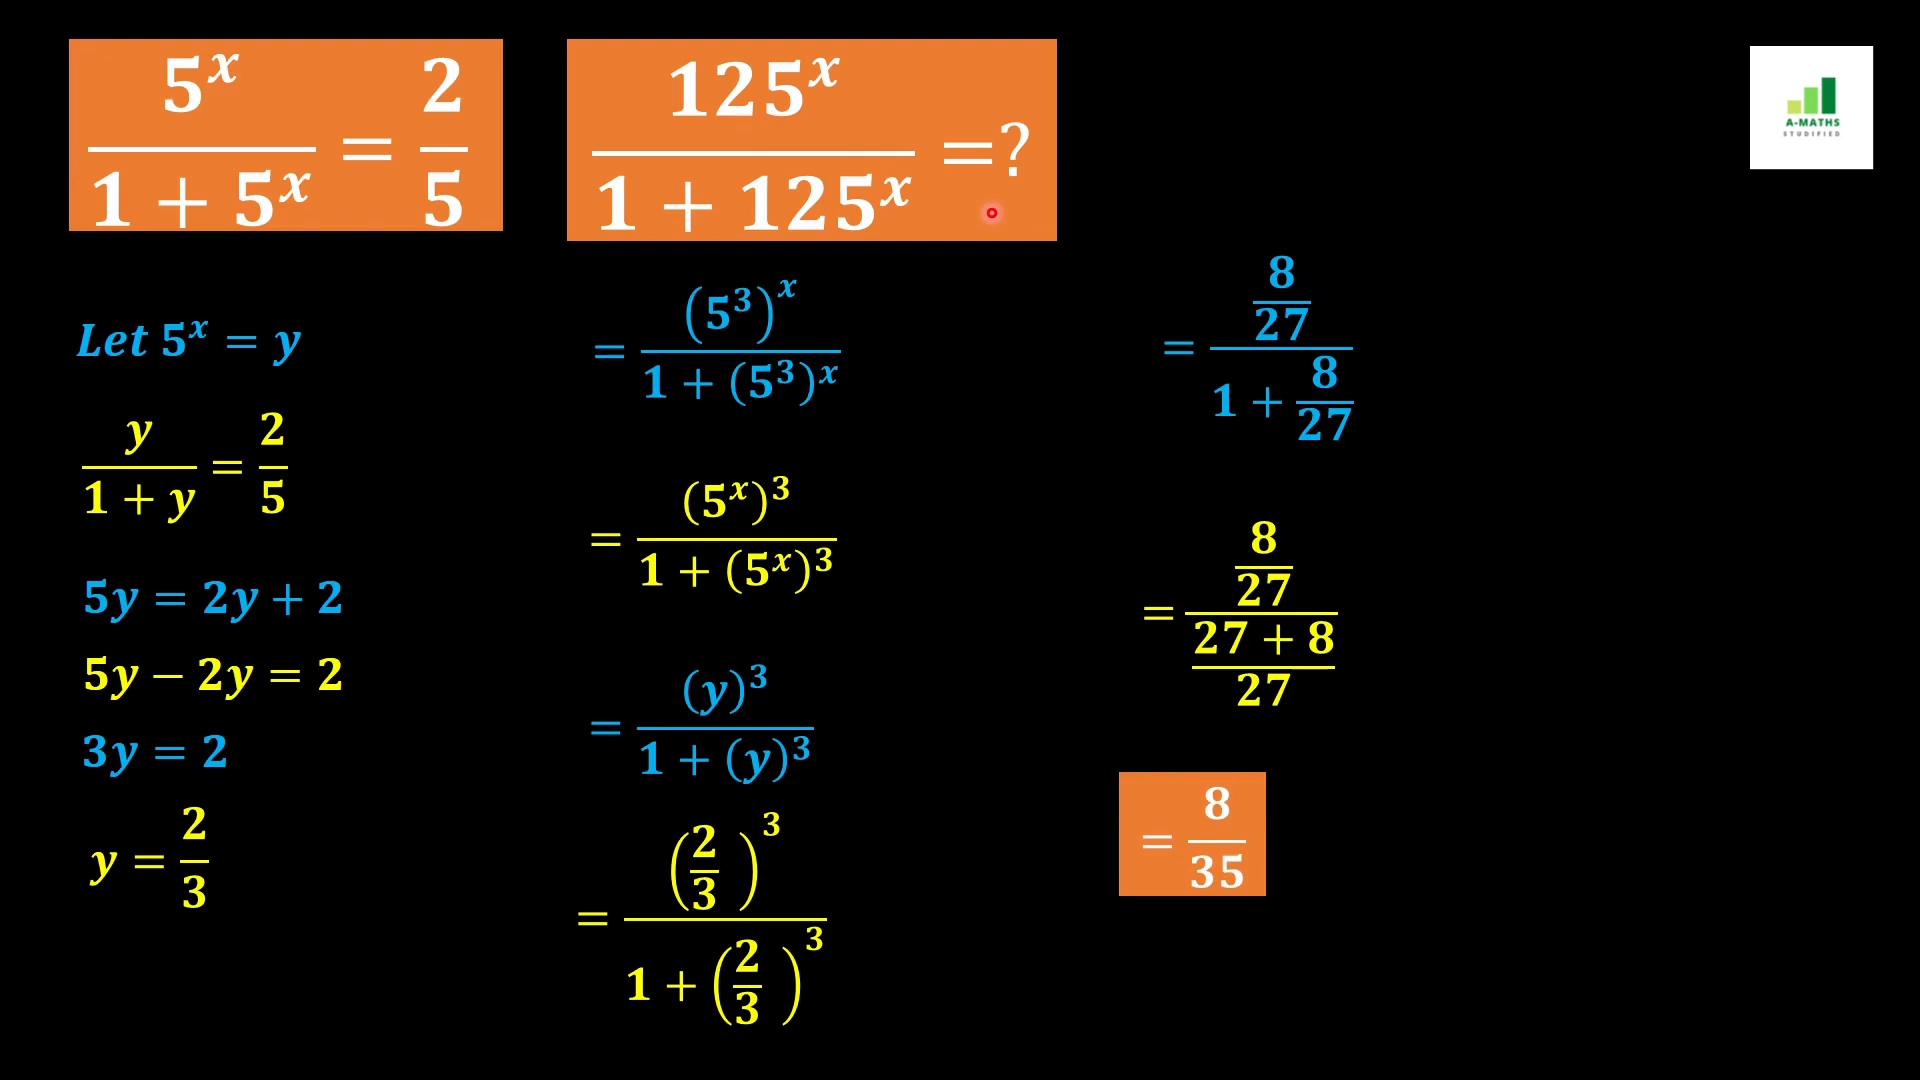 5^x / (1 + 5^x) = 2/5
125^x / (1 + 125^x) =?
A-MATHS
STUDIFIED
Let 5^x = y
y / (1 + y) = 2/5
5y = 2y + 2
5y − 2y = 2
3y = 2
y = 2/3
= (5^3)^x / (1 + (5^3)^x)
= (5^x)^3 / (1 + (5^x)^3)
= (y)^3 / (1 + (y)^3)
= (2/3)^3 / (1 + (2/3)^3)
= (8/27) / (1 + 8/27)
= (8/27) / ((27 + 8)/27)
= 8/35